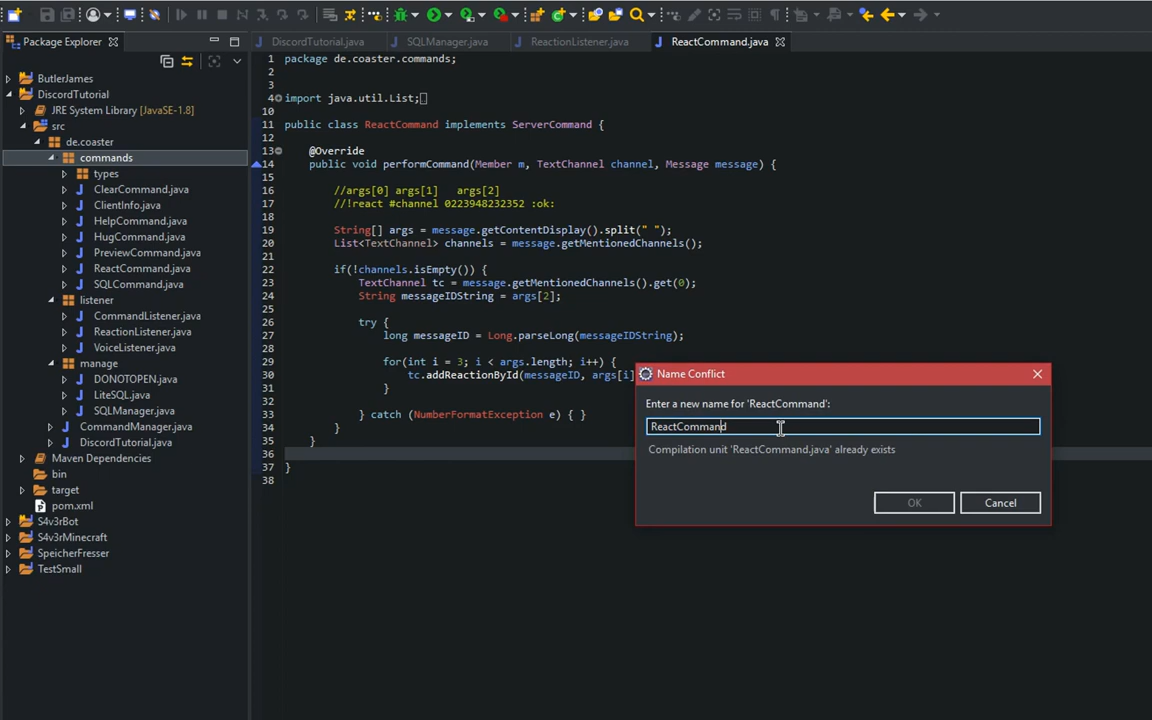 Package Explorer
DiscordTutorial.java
SQLManager.java
ReactionListener.java
ReactCommand.java
ButlerJames
DiscordTutorial
JRE System Library [JavaSE-1.8]
src
de.coaster
commands
types
ClearCommand.java
ClientInfo.java
HelpCommand.java
HugCommand.java
PreviewCommand.java
ReactCommand.java
SQLCommand.java
listener
CommandListener.java
ReactionListener.java
VoiceListener.java
manage
DONOTOPEN.java
LiteSQL.java
SQLManager.java
CommandManager.java
DiscordTutorial.java
Maven Dependencies
bin
target
pom.xml
S4v3rBot
S4v3rMinecraft
SpeicherFresser
TestSmall
1 package de.coaster.commands;
2
3
4 import java.util.List;
10
11 public class ReactCommand implements ServerCommand {
12
13 @Override
14 public void performCommand(Member m, TextChannel channel, Message message) {
15
16 //args[0] args[1] args[2]
17 //!react #channel 0223948232352 :ok:
18
19 String[] args = message.getContentDisplay().split(" ");
20 List<TextChannel> channels = message.getMentionedChannels();
21
22 if(!channels.isEmpty()) {
23 TextChannel tc = message.getMentionedChannels().get(0);
24 String messageIDString = args[2];
25
26 try {
27 long messageID = Long.parseLong(messageIDString);
28
29 for(int i = 3; i < args.length; i++) {
30 tc.addReactionById(messageID, args[i]
31 }
32
33 } catch (NumberFormatException e) { }
34 }
35 }
36
37 }
38
Name Conflict
Enter a new name for 'ReactCommand':
ReactCommand
Compilation unit 'ReactCommand.java' already exists
OK
Cancel